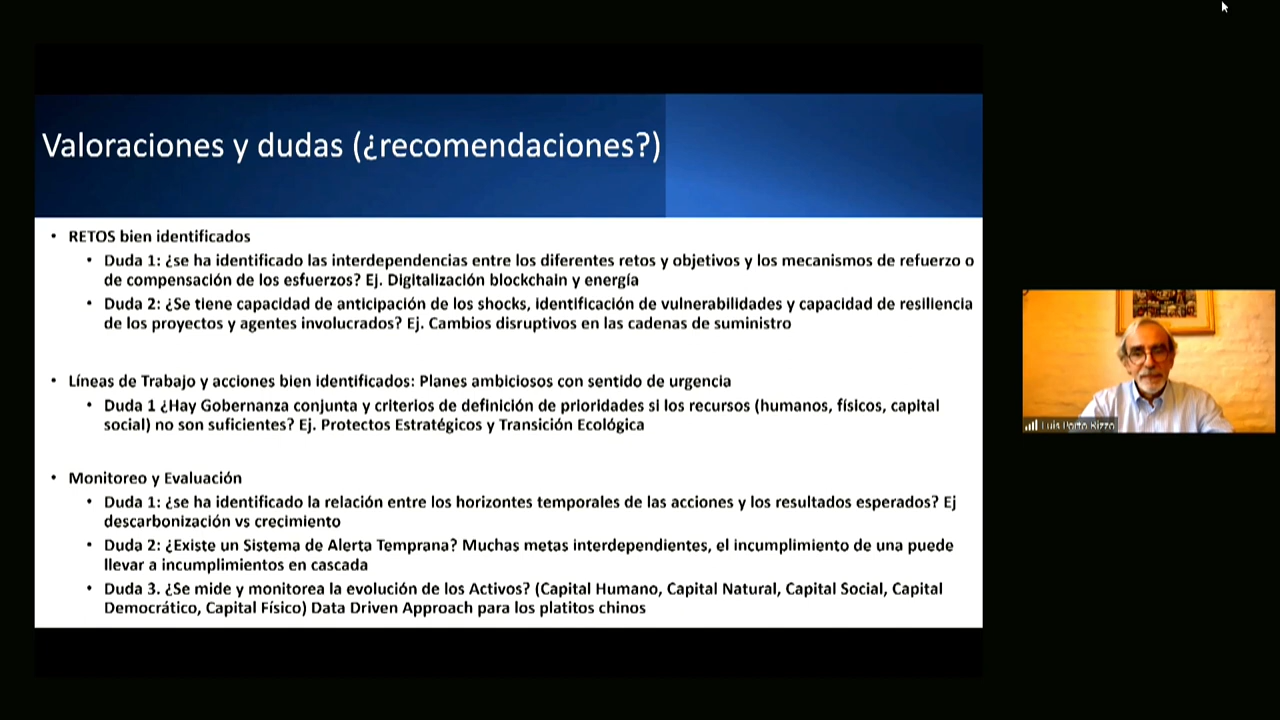 Valoraciones y dudas (¿recomendaciones?)
• RETOS bien identificados
• Duda 1: ¿se ha identificado las interdependencias entre los diferentes retos y objetivos y los mecanismos de refuerzo o
de compensación de los esfuerzos? Ej. Digitalización blockchain y energía
• Duda 2: ¿Se tiene capacidad de anticipación de los shocks, identificación de vulnerabilidades y capacidad de resiliencia
de los proyectos y agentes involucrados? Ej. Cambios disruptivos en las cadenas de suministro
• Líneas de Trabajo y acciones bien identificados: Planes ambiciosos con sentido de urgencia
• Duda 1 ¿Hay Gobernanza conjunta y criterios de definición de prioridades si los recursos (humanos, físicos, capital
social) no son suficientes? Ej. Protectos Estratégicos y Transición Ecológica
• Monitoreo y Evaluación
• Duda 1: ¿se ha identificado la relación entre los horizontes temporales de las acciones y los resultados esperados? Ej
descarbonización vs crecimiento
• Duda 2: ¿Existe un Sistema de Alerta Temprana? Muchas metas interdependientes, el incumplimiento de una puede
llevar a incumplimientos en cascada
• Duda 3. ¿Se mide y monitorea la evolución de los Activos? (Capital Humano, Capital Natural, Capital Social, Capital
Democrático, Capital Físico) Data Driven Approach para los platitos chinos
Luis Porto Rizzo